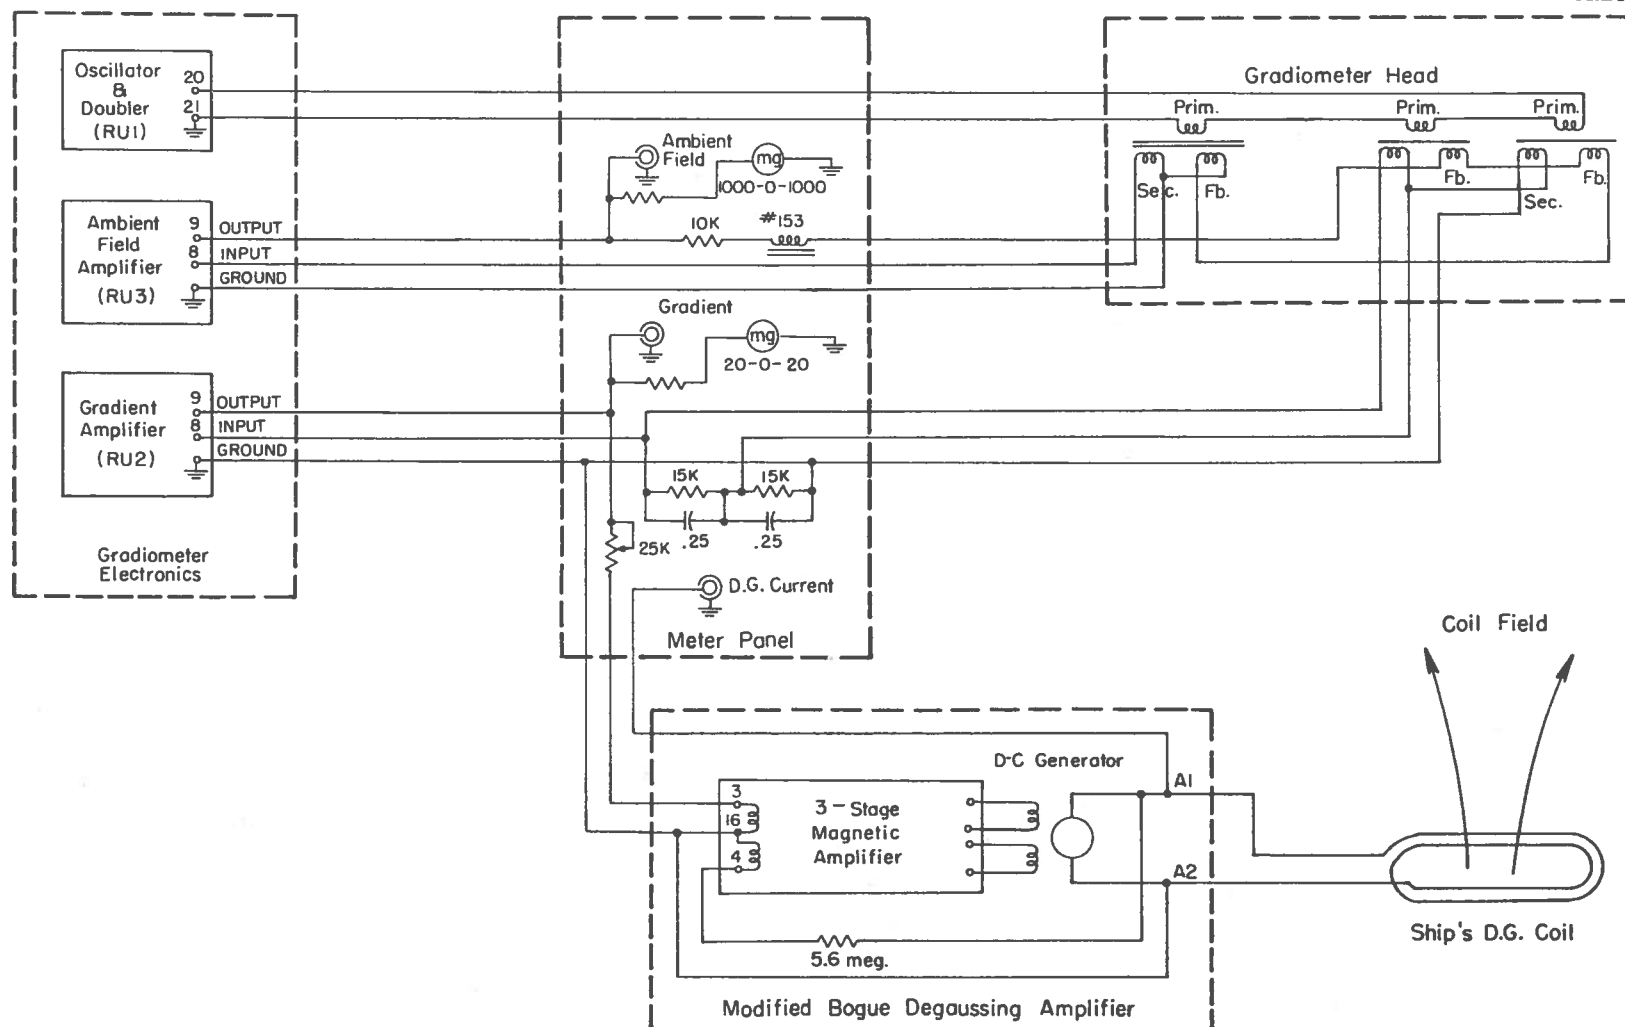 Oscillator
&
Doubler
(RU1)
20
21
Ambient
Field
Amplifier
(RU3)
9 OUTPUT
8 INPUT
GROUND
Gradient
Amplifier
(RU2)
9 OUTPUT
8 INPUT
GROUND
Gradiometer
Electronics
Ambient
Field
mg
1000-0-1000
10K
#153
Gradient
mg
20-0-20
15K
15K
.25
.25
25K
D.G. Current
Meter Panel
Gradiometer Head
Prim.
Prim.
Prim.
Sec.
Fb.
Fb.
Sec.
Fb.
D-C Generator
3
16
4
3-Stage
Magnetic
Amplifier
A1
A2
5.6 meg.
Modified Bogue Degaussing Amplifier
Coil Field
Ship's D.G. Coil